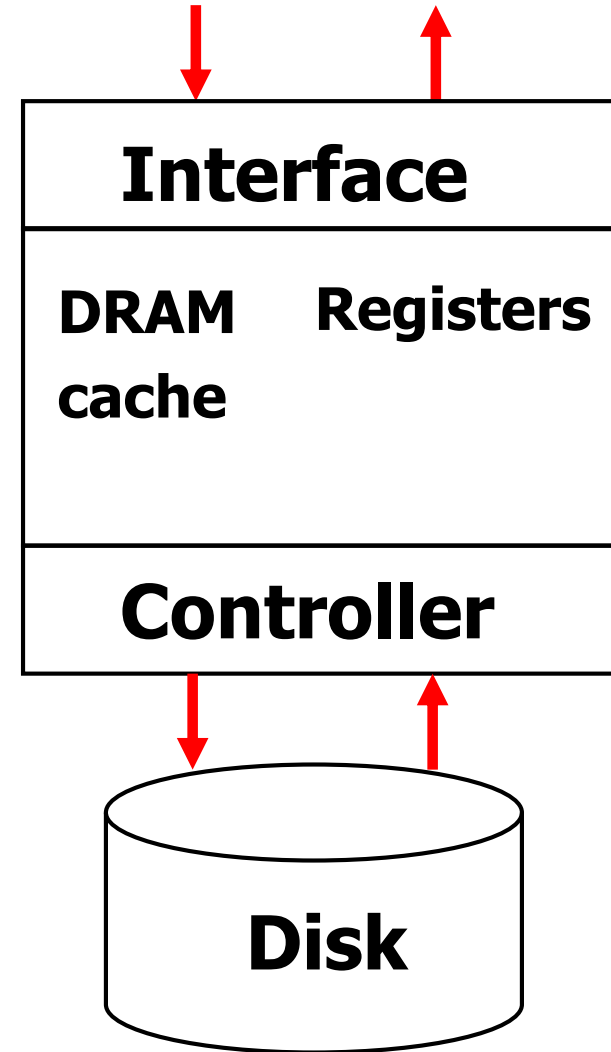 Interface
DRAM Registers
cache
Controller
Disk